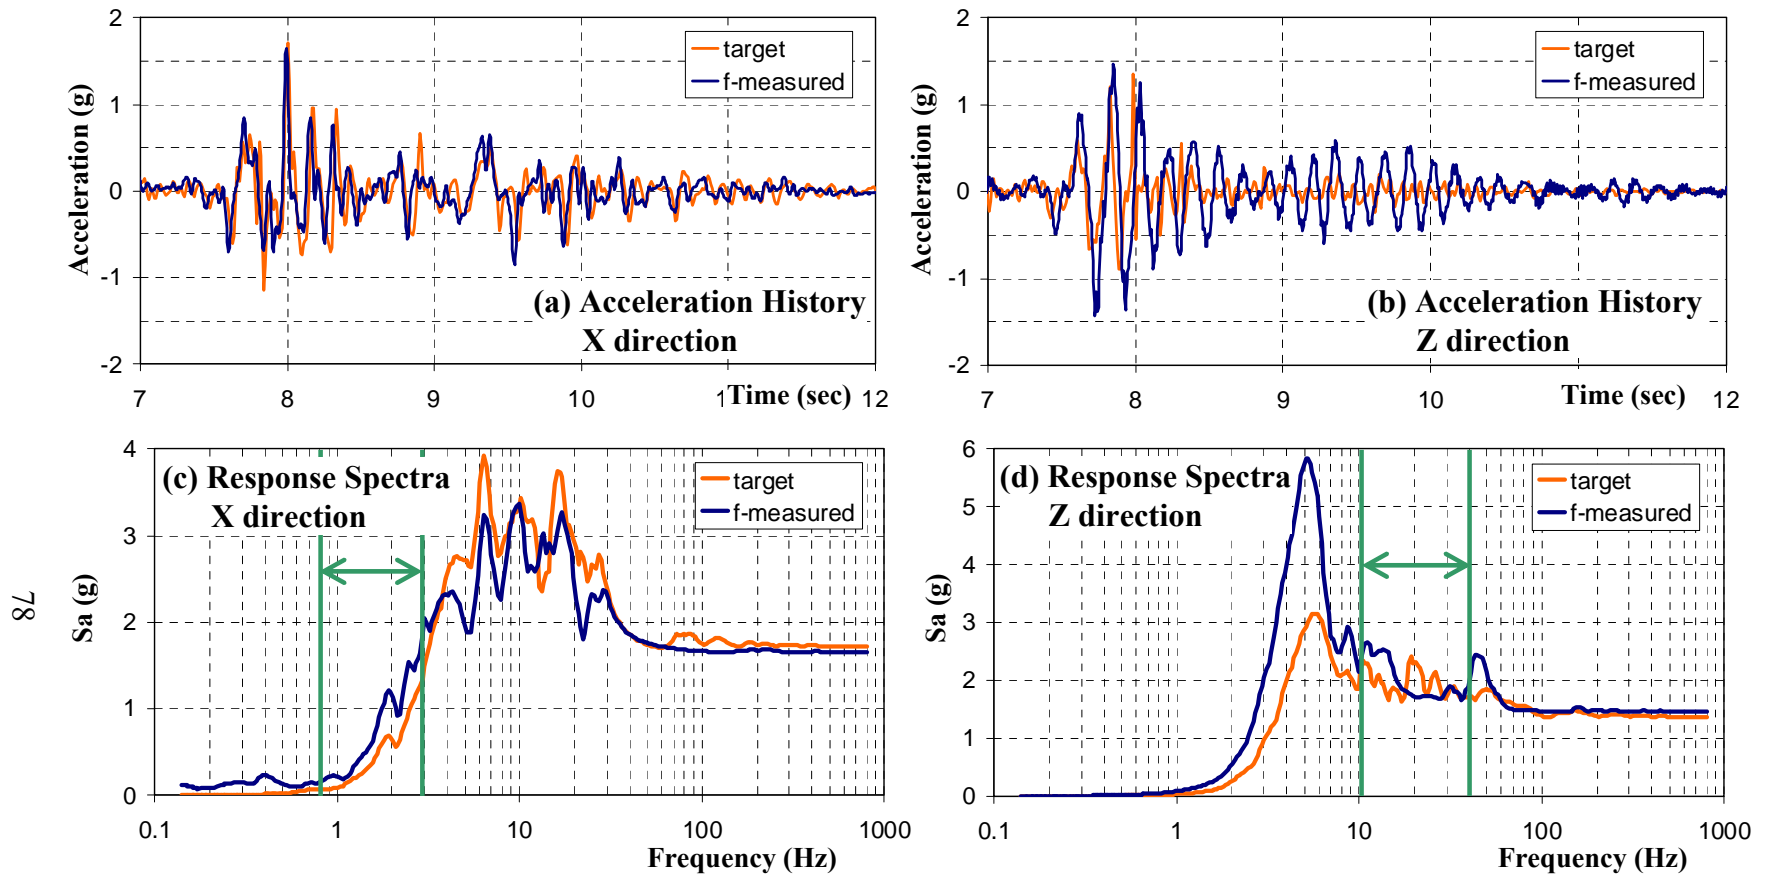 2
1
0
-1
-2
Acceleration (g)
target
f-measured
(a) Acceleration History
X direction
7
8
9
10
1
Time (sec)
12
2
1
0
-1
-2
Acceleration (g)
target
f-measured
(b) Acceleration History
Z direction
7
8
9
10
Time (sec)
12
4
3
2
1
0
Sa (g)
(c) Response Spectra
X direction
target
f-measured
0.1
1
10
100
1000
Frequency (Hz)
6
5
4
3
2
1
0
Sa (g)
(d) Response Spectra
Z direction
target
f-measured
0.1
1
10
100
1000
Frequency (Hz)
78